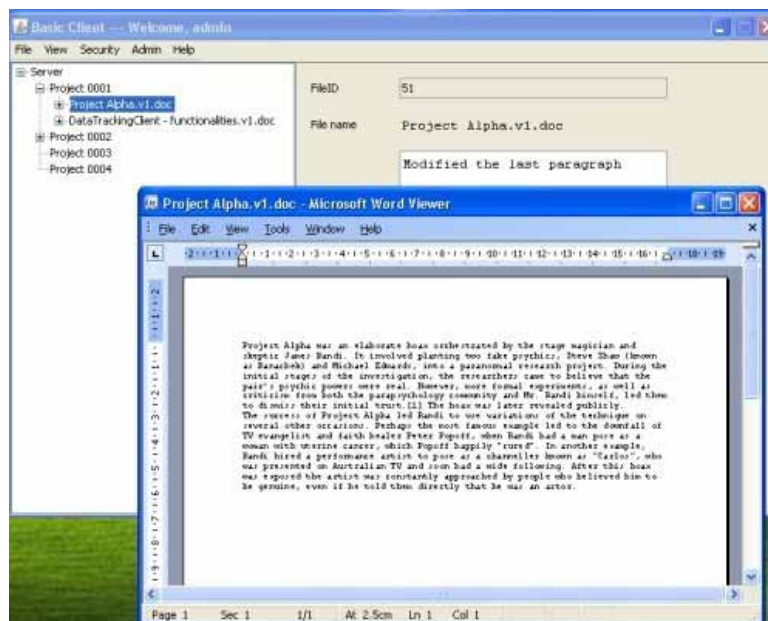 Basic Client --- Welcome, admin
File View Security Admin Help
Server
Project 0001
Project Alpha.v1.doc
DataTrackingClient - functionalities.v1.doc
Project 0002
Project 0003
Project 0004
FileID
51
File name
Project Alpha.v1.doc
Modified the last paragraph
Project Alpha.v1.doc - Microsoft Word Viewer
File Edit View Tools Window Help
Project Alpha was an elaborate hoax orchestrated by the stage magician and
skeptic James Randi. It involved planting two fake psychics, Steve Shaw (known
as Banachek) and Michael Edwards, into a paranormal research project. During the
initial stages of the investigation, the researchers came to believe that the
pair's psychic powers were real. However, more formal experiments, as well as
criticism from both the parapsychology community and Mr. Randi himself, led them
to dismiss their initial trust.[1] The hoax was later revealed publicly.
The success of Project Alpha led Randi to use variations of the technique on
several other occasions. Perhaps the most famous example led to the downfall of
TV evangelist and faith healer Peter Popoff, when Randi had a man pose as a
woman with uterine cancer, which Popoff happily "cured". In another example,
Randi hired a performance artist to pose as a channeller known as "Carlos", who
was presented on Australian TV and soon had a wide following. After this hoax
was exposed the artist was constantly approached by people who believed him to
be genuine, even if he told them directly that he was an actor.
Page 1 Sec 1 1/1 At 2.5cm Ln 1 Col 1